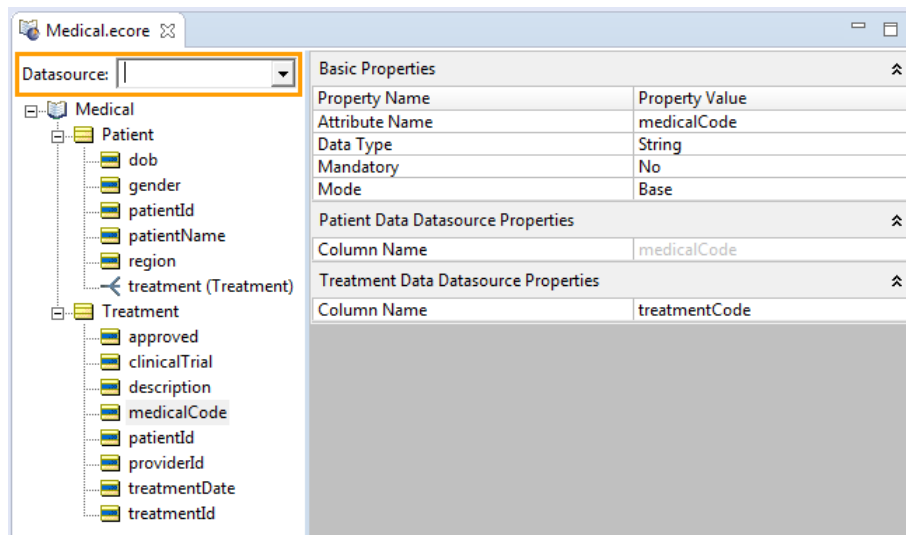 Medical.ecore
Datasource:
Medical
Patient
dob
gender
patientId
patientName
region
treatment (Treatment)
Treatment
approved
clinicalTrial
description
medicalCode
patientId
providerId
treatmentDate
treatmentId
Basic Properties
Property Name Property Value
Attribute Name medicalCode
Data Type String
Mandatory No
Mode Base
Patient Data Datasource Properties
Column Name medicalCode
Treatment Data Datasource Properties
Column Name treatmentCode